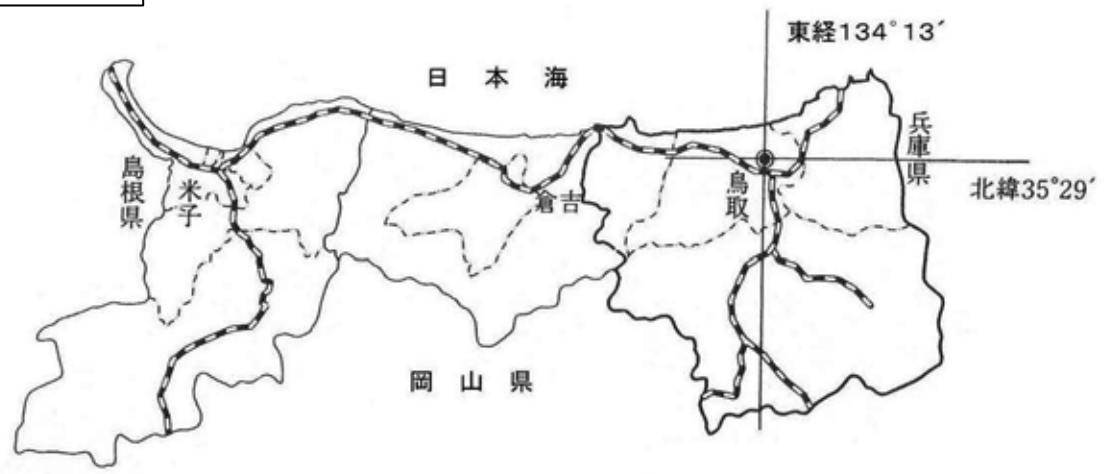 東経134°13′
日本海
兵庫県
島根県
米子
倉吉
鳥取
北緯35°29′
岡山県